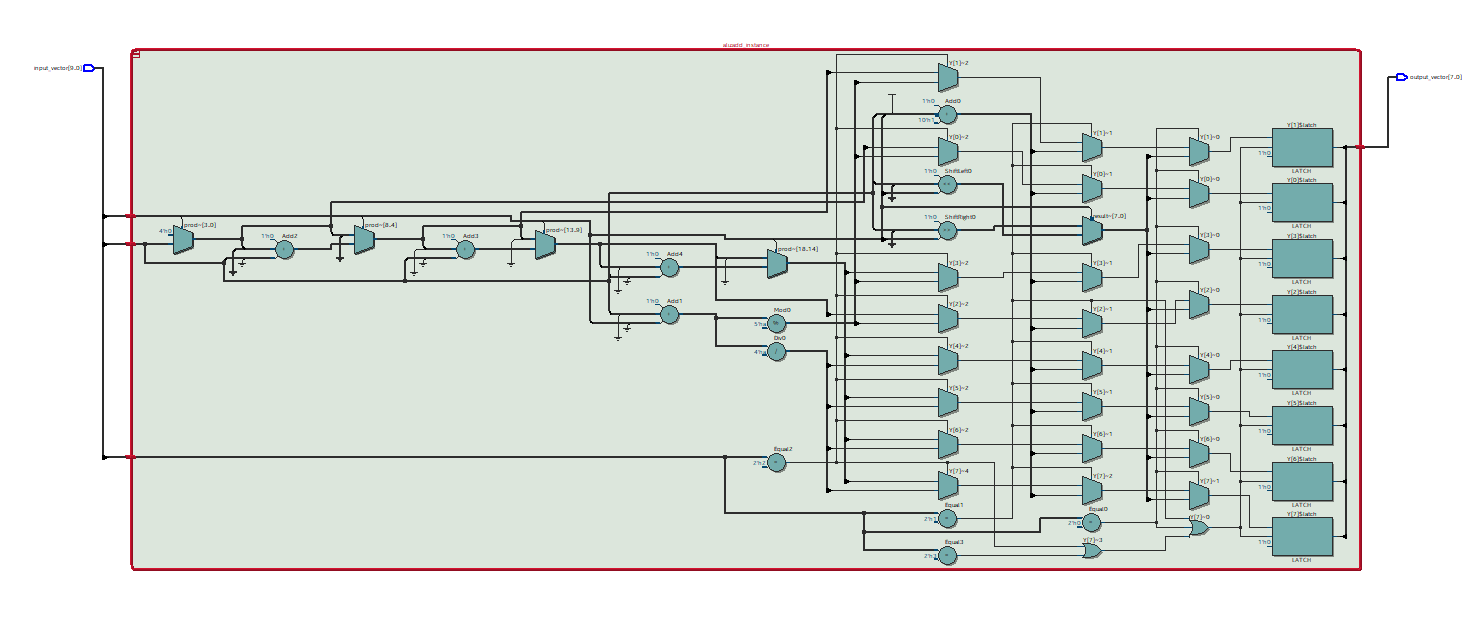 alioadd_instance
input_vector[9..0]
output_vector[7..0]
Y[1]~2
1'h0
Add0
10'h1
Y[0]~2
1'h0
ShiftLeft0
1'h0
ShiftRight0
Y[1]~1
Y[0]~1
result~[7..0]
Y[1]~0
Y[0]~0
Y[1]$latch
1'h0
LATCH
Y[0]$latch
1'h0
LATCH
4'h0
prod~[3..0]
1'h0
Add2
prod~[8..4]
1'h0
Add3
prod~[13..9]
1'h0
Add4
prod~[18..14]
1'h0
Add1
Mod0
5'ha
Div0
4'ha
Y[3]~2
Y[3]~1
Y[3]~0
Y[3]$latch
1'h0
LATCH
Y[2]~2
Y[2]~1
Y[2]~0
Y[2]$latch
1'h0
LATCH
Y[4]~2
Y[4]~1
Y[4]~0
Y[4]$latch
1'h0
LATCH
Y[5]~2
Y[5]~1
Y[5]~0
Y[5]$latch
1'h0
LATCH
Y[6]~2
Y[6]~1
Y[6]~0
Y[6]$latch
1'h0
LATCH
Equal2
2'h2
Y[7]~4
Y[7]~2
Y[7]~1
Equal1
2'h1
Equal0
2'h0
Y[7]~0
Y[7]$latch
1'h0
LATCH
Equal3
2'h3
Y[7]~3